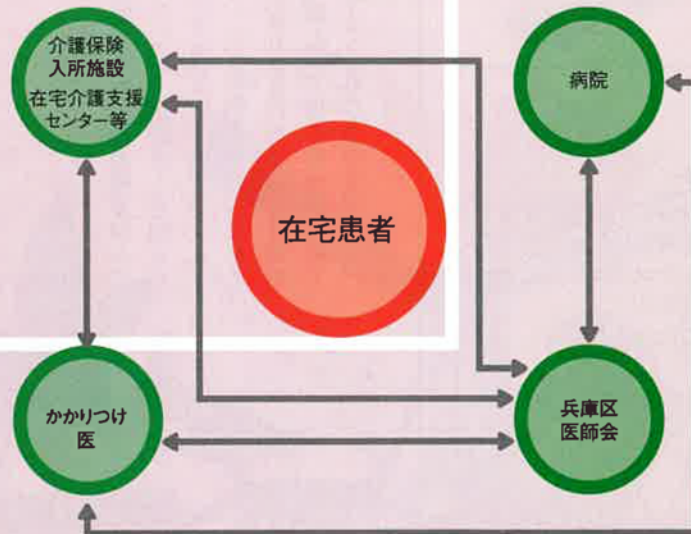 介護保険
入所施設
在宅介護支援
センター等
病院
在宅患者
かかりつけ
医
兵庫区
医師会